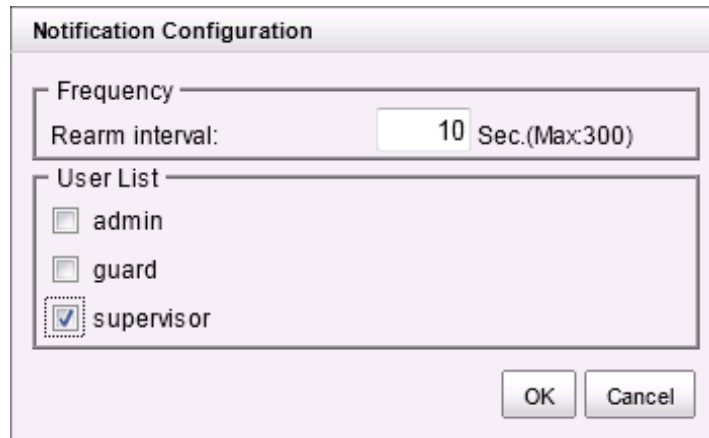 Notification Configuration
Frequency
Rearm interval: 10 Sec.(Max:300)
User List
admin
guard
supervisor
OK Cancel